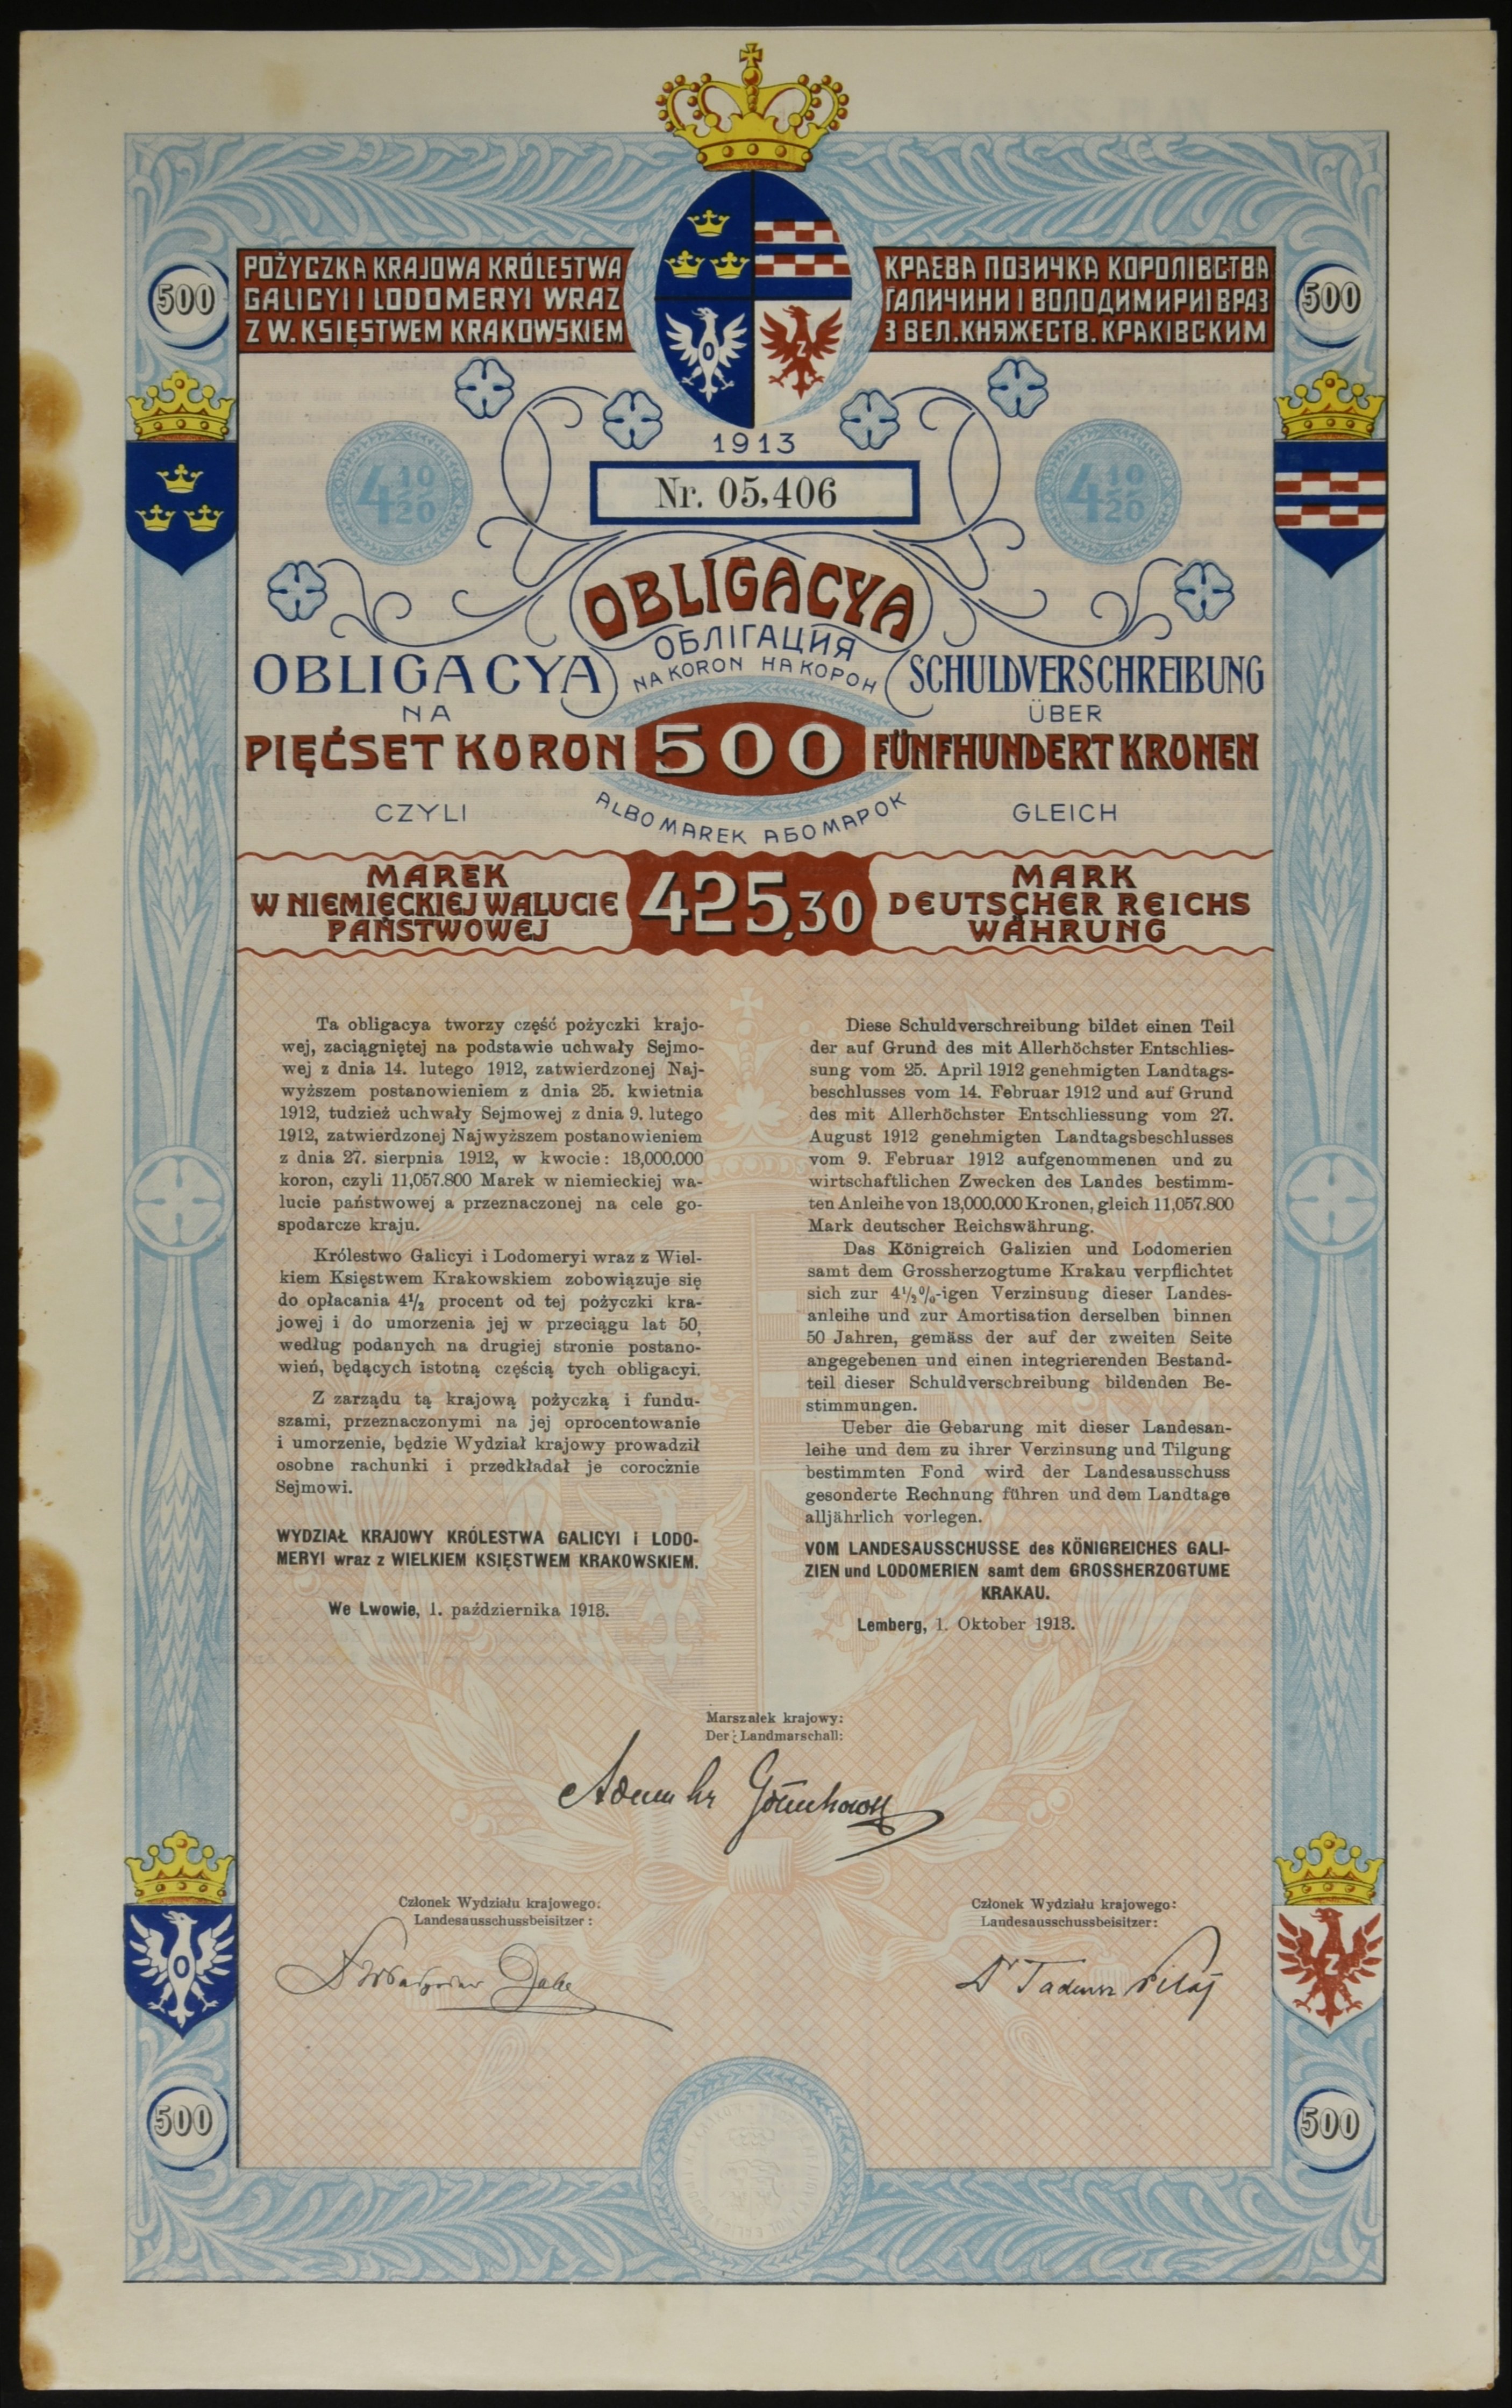 500
POŻYCZKA KRAJOWA KRÓLESTWA
GALICYI I LODOMERYI WRAZ
Z W. KSIĘSTWEM KRAKOWSKIEM
КРАЄВА ПОЗИЧКА КОРОЛІВСТВА
ГАЛИЧИНИ І ВОЛОДИМИРИІ ВРАЗ
З ВЕЛ. КНЯЖЕСТВ. КРАКІВСКИМ
500
O
Z
1913
Nr. 05,406
4 10/20
4 10/20
OBLIGACYA
ОБЛІГАЦИЯ
NA KORON НА КОРОН
OBLIGACYA
NA
PIĘĆSET KORON
500
SCHULDVERSCHREIBUNG
ÜBER
FÜNFHUNDERT KRONEN
CZYLI
ALBO MAREK АБО МАРОК
GLEICH
MAREK
W NIEMIECKIEJ WALUCIE
PAŃSTWOWEJ
425,30
MARK
DEUTSCHER REICHS
WÄHRUNG
Ta obligacya tworzy część pożyczki krajo-
wej, zaciągniętej na podstawie uchwały Sejmo-
wej z dnia 14. lutego 1912, zatwierdzonej Naj-
wyższem postanowieniem z dnia 25. kwietnia
1912, tudzież uchwały Sejmowej z dnia 9. lutego
1912, zatwierdzonej Najwyższem postanowieniem
z dnia 27. sierpnia 1912, w kwocie: 13,000.000
koron, czyli 11,057.800 Marek w niemieckiej wa-
lucie państwowej a przeznaczonej na cele go-
spodarcze kraju.
Królestwo Galicyi i Lodomeryi wraz z Wiel-
kiem Księstwem Krakowskiem zobowiązuje się
do opłacania 4½ procent od tej pożyczki kra-
jowej i do umorzenia jej w przeciągu lat 50,
według podanych na drugiej stronie postano-
wień, będących istotną częścią tych obligacyi.
Z zarządu tą krajową pożyczką i fundu-
szami, przeznaczonymi na jej oprocentowanie
i umorzenie, będzie Wydział krajowy prowadził
osobne rachunki i przedkładał je corocznie
Sejmowi.
WYDZIAŁ KRAJOWY KRÓLESTWA GALICYI i LODO-
MERYI wraz z WIELKIEM KSIĘSTWEM KRAKOWSKIEM.
We Lwowie, 1. października 1913.
Diese Schuldverschreibung bildet einen Teil
der auf Grund des mit Allerhöchster Entschlies-
sung vom 25. April 1912 genehmigten Landtags-
beschlusses vom 14. Februar 1912 und auf Grund
des mit Allerhöchster Entschliessung vom 27.
August 1912 genehmigten Landtagsbeschlusses
vom 9. Februar 1912 aufgenommenen und zu
wirtschaftlichen Zwecken des Landes bestimm-
ten Anleihe von 13,000.000 Kronen, gleich 11,057.800
Mark deutscher Reichswährung.
Das Königreich Galizien und Lodomerien
samt dem Grossherzogtume Krakau verpflichtet
sich zur 4½%-igen Verzinsung dieser Landes-
anleihe und zur Amortisation derselben binnen
50 Jahren, gemäss der auf der zweiten Seite
angegebenen und einen integrierenden Bestand-
teil dieser Schuldverschreibung bildenden Be-
stimmungen.
Ueber die Gebarung mit dieser Landesan-
leihe und dem zu ihrer Verzinsung und Tilgung
bestimmten Fond wird der Landesausschuss
gesonderte Rechnung führen und dem Landtage
alljährlich vorlegen.
VOM LANDESAUSSCHUSSE des KÖNIGREICHES GALI-
ZIEN und LODOMERIEN samt dem GROSSHERZOGTUME
KRAKAU.
Lemberg, 1. Oktober 1913.
Marszałek krajowy:
Der Landmarschall:
Adam hr Gołuchowski
Członek Wydziału krajowego:
Landesausschussbeisitzer:
Członek Wydziału krajowego:
Landesausschussbeisitzer:
Dr Tadeusz Pilat
O
Z
500
500